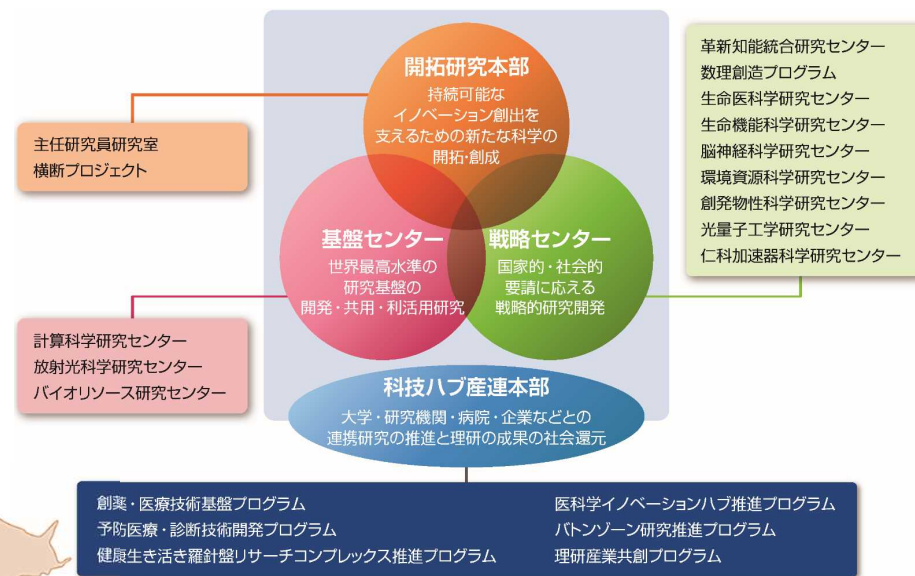 開拓研究本部
持続可能な
イノベーション創出を
支えるための新たな科学の
開拓・創成
主任研究員研究室
横断プロジェクト
革新知能統合研究センター
数理創造プログラム
生命医科学研究センター
生命機能科学研究センター
脳神経科学研究センター
環境資源科学研究センター
創発物性科学研究センター
光量子工学研究センター
仁科加速器科学研究センター
基盤センター
世界最高水準の
研究基盤の
開発・共用・利活用研究
戦略センター
国家的・社会的
要請に応える
戦略的研究開発
計算科学研究センター
放射光科学研究センター
バイオリソース研究センター
科技ハブ産連本部
大学・研究機関・病院・企業などとの
連携研究の推進と理研の成果の社会還元
創薬・医療技術基盤プログラム
予防医療・診断技術開発プログラム
健康生き活き羅針盤リサーチコンプレックス推進プログラム
医科学イノベーションハブ推進プログラム
バトンゾーン研究推進プログラム
理研産業共創プログラム